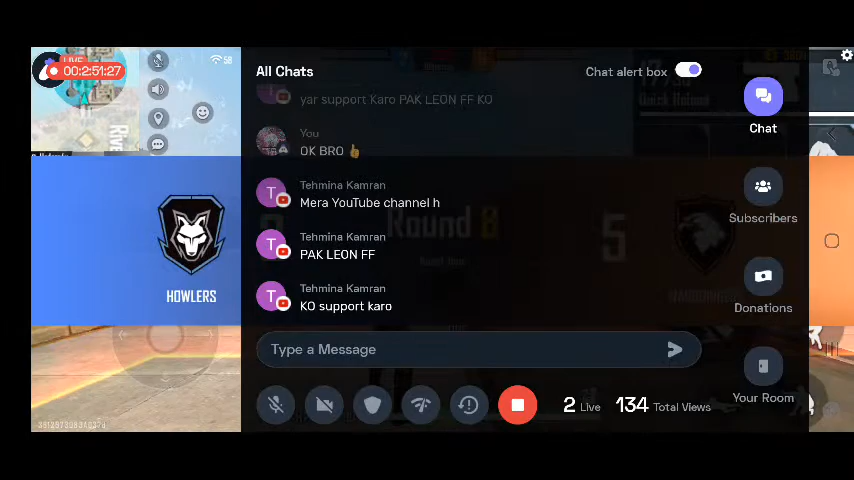 LIVE
00:2:51:27
58
All Chats
Chat alert box
yar support Karo PAK LEON FF KO
You
OK BRO 👍
Chat
Tehmina Kamran
Mera YouTube channel h
Subscribers
Round 8
5
Tehmina Kamran
PAK LEON FF
HOWLERS
Tehmina Kamran
KO support karo
Donations
Type a Message
2 Live
134 Total Views
Your Room